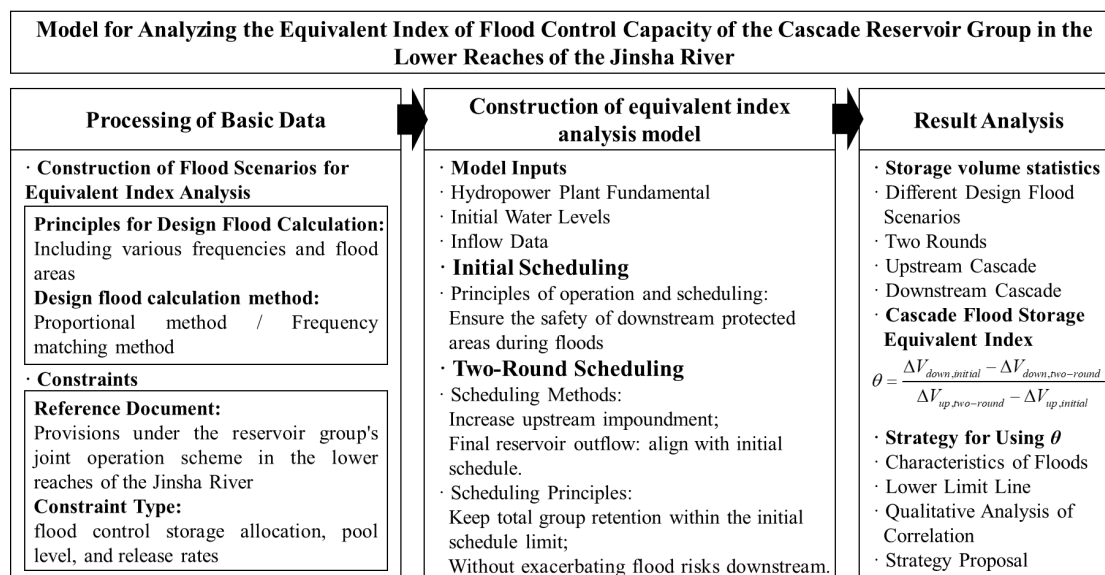 Model for Analyzing the Equivalent Index of Flood Control Capacity of the Cascade Reservoir Group in the
Lower Reaches of the Jinsha River
Processing of Basic Data
· Construction of Flood Scenarios for
Equivalent Index Analysis
Principles for Design Flood Calculation:
Including various frequencies and flood
areas
Design flood calculation method:
Proportional method / Frequency
matching method
· Constraints
Reference Document:
Provisions under the reservoir group's
joint operation scheme in the lower
reaches of the Jinsha River
Constraint Type:
flood control storage allocation, pool
level, and release rates
Construction of equivalent index
analysis model
· Model Inputs
· Hydropower Plant Fundamental
· Initial Water Levels
· Inflow Data
· Initial Scheduling
· Principles of operation and scheduling:
Ensure the safety of downstream protected
areas during floods
· Two-Round Scheduling
· Scheduling Methods:
Increase upstream impoundment;
Final reservoir outflow: align with initial
schedule.
· Scheduling Principles:
Keep total group retention within the initial
schedule limit;
Without exacerbating flood risks downstream.
Result Analysis
· Storage volume statistics
· Different Design Flood
Scenarios
· Two Rounds
· Upstream Cascade
· Downstream Cascade
· Cascade Flood Storage
Equivalent Index
θ = (ΔV_{down,initial} − ΔV_{down,two−round}) / (ΔV_{up,two−round} − ΔV_{up,initial})
· Strategy for Using θ
· Characteristics of Floods
· Lower Limit Line
· Qualitative Analysis of
Correlation
· Strategy Proposal